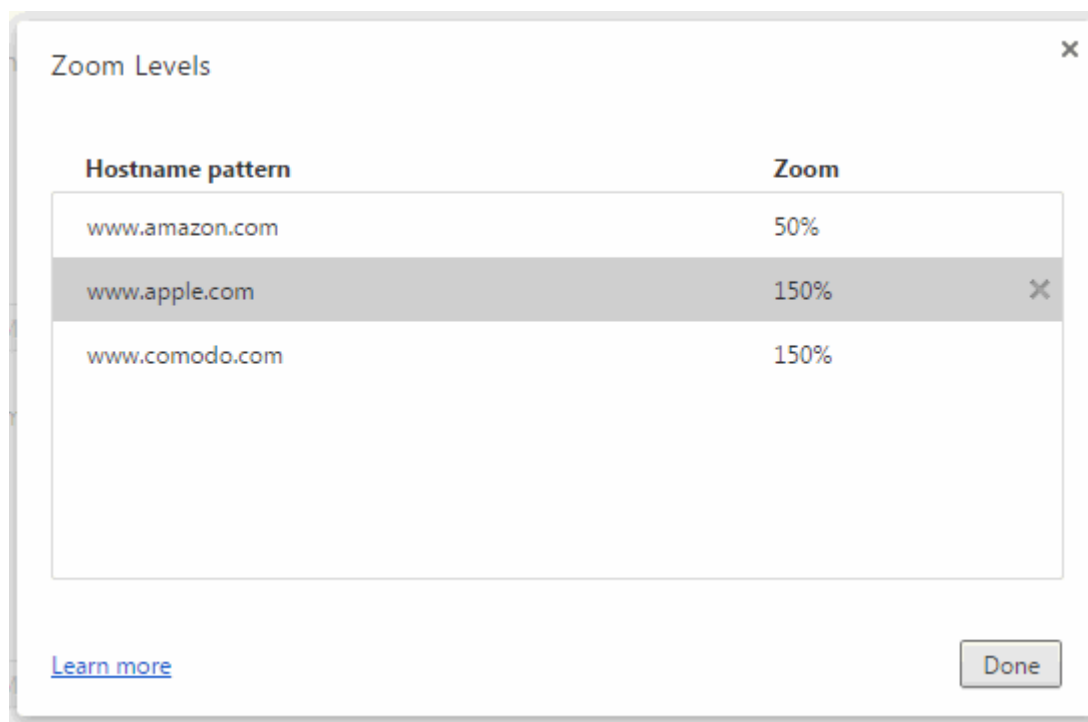 Zoom Levels
Hostname pattern Zoom
www.amazon.com 50%
www.apple.com 150%
www.comodo.com 150%
Learn more Done